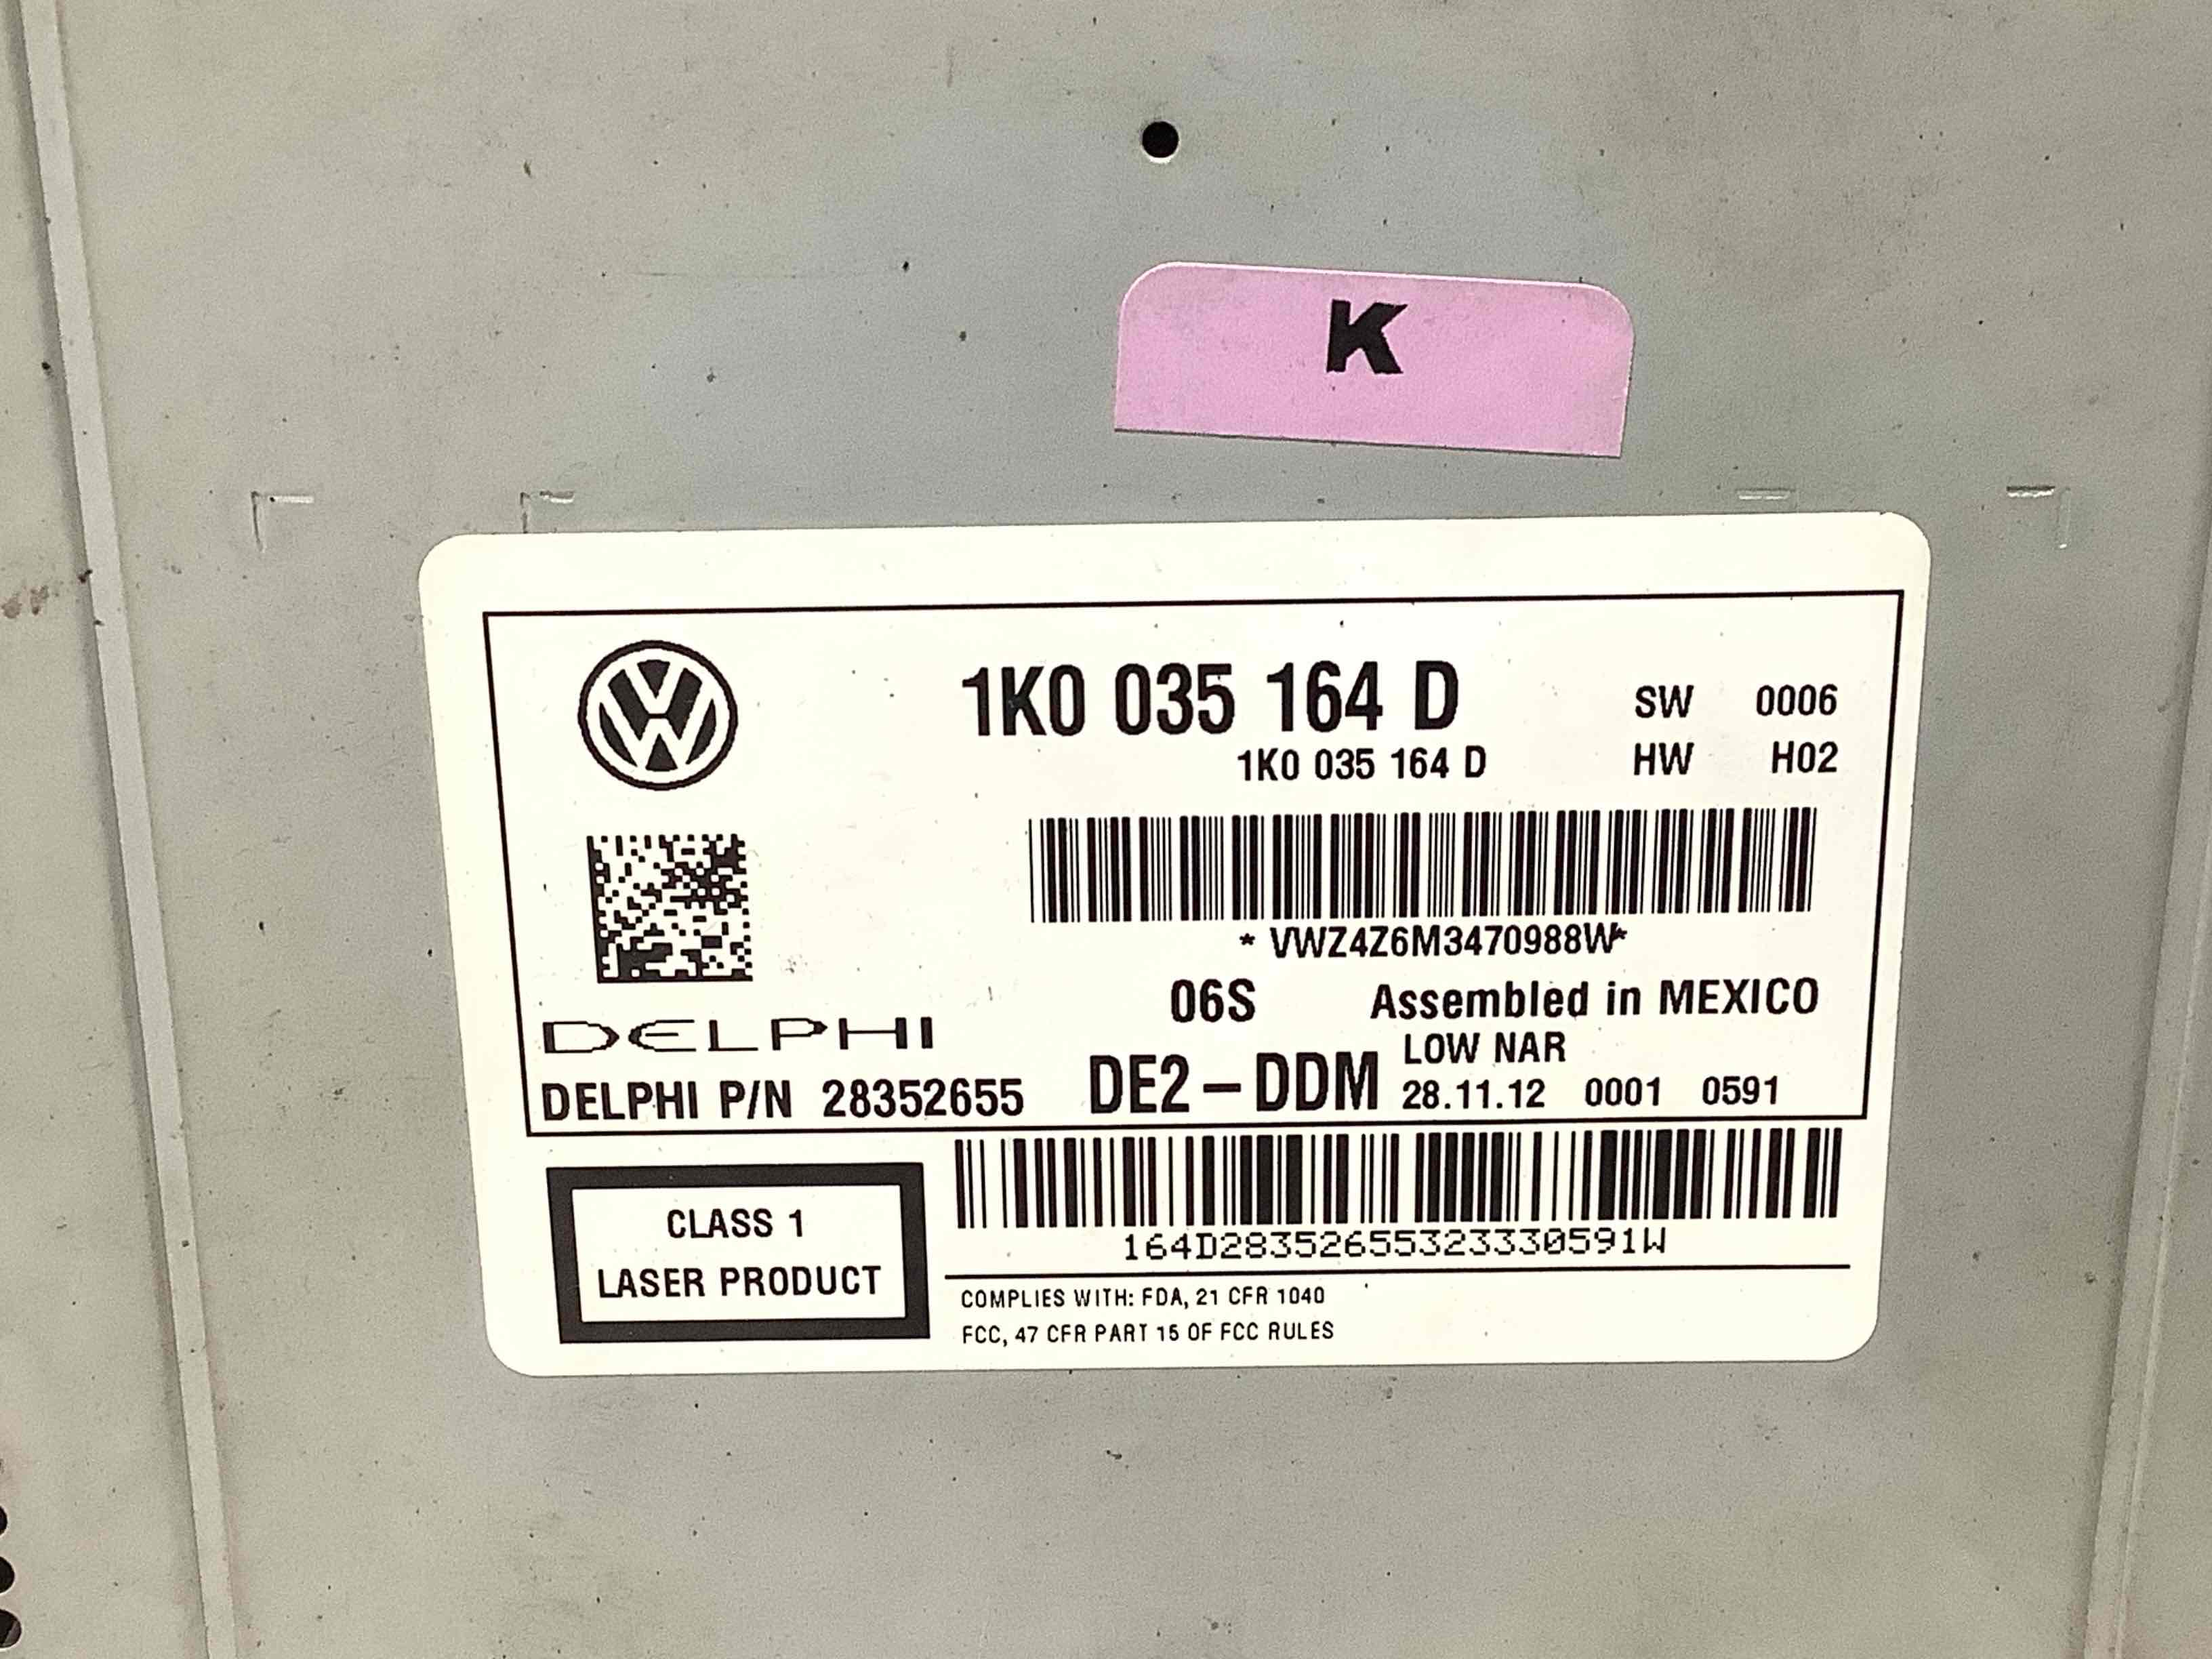 K
1K0 035 164 D
SW 0006
1K0 035 164 D
HW H02
* VWZ4Z6M3470988W*
06S Assembled in MEXICO
DELPHI
LOW NAR
DELPHI P/N 28352655 DE2-DDM 28.11.12 0001 0591
CLASS 1
LASER PRODUCT
164D28352655323330591W
COMPLIES WITH: FDA, 21 CFR 1040
FCC, 47 CFR PART 15 OF FCC RULES